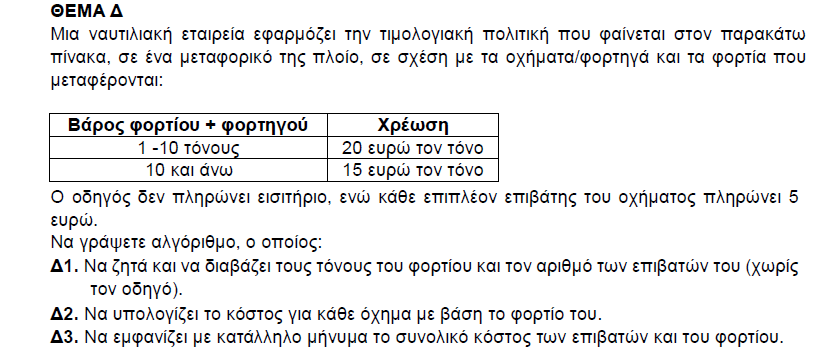 ΘΕΜΑ Δ
Μια ναυτιλιακή εταιρεία εφαρμόζει την τιμολογιακή πολιτική που φαίνεται στον παρακάτω
πίνακα, σε ένα μεταφορικό της πλοίο, σε σχέση με τα οχήματα/φορτηγά και τα φορτία που
μεταφέρονται:
Βάρος φορτίου + φορτηγού Χρέωση
1 -10 τόνους 20 ευρώ τον τόνο
10 και άνω 15 ευρώ τον τόνο
Ο οδηγός δεν πληρώνει εισιτήριο, ενώ κάθε επιπλέον επιβάτης του οχήματος πληρώνει 5
ευρώ.
Να γράψετε αλγόριθμο, ο οποίος:
Δ1. Να ζητά και να διαβάζει τους τόνους του φορτίου και τον αριθμό των επιβατών του (χωρίς
τον οδηγό).
Δ2. Να υπολογίζει το κόστος για κάθε όχημα με βάση το φορτίο του.
Δ3. Να εμφανίζει με κατάλληλο μήνυμα το συνολικό κόστος των επιβατών και του φορτίου.